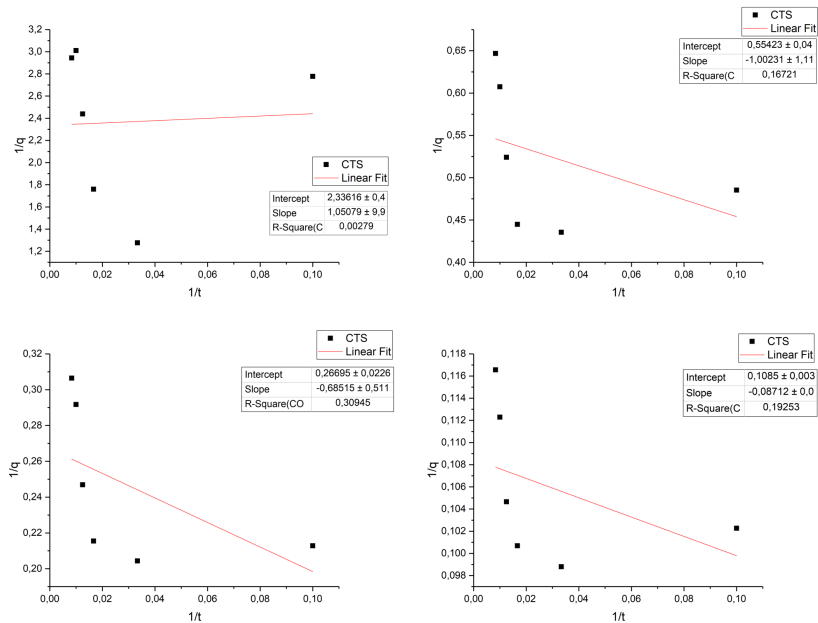 CTS
Linear Fit
Intercept 2,33616 ± 0,4
Slope 1,05079 ± 9,9
R-Square(C 0,00279
3,0
2,8
2,6
2,4
2,2
2,0
1,8
1,6
1,4
1,2
1/q
0,00 0,02 0,04 0,06 0,08 0,10
1/t
CTS
Linear Fit
Intercept 0,55423 ± 0,04
Slope -1,00231 ± 1,11
R-Square(C 0,16721
0,65
0,60
0,55
0,50
0,45
0,40
1/q
0,00 0,02 0,04 0,06 0,08 0,10
1/t
CTS
Linear Fit
Intercept 0,26695 ± 0,0226
Slope -0,68515 ± 0,511
R-Square(CO 0,30945
0,32
0,30
0,28
0,26
0,24
0,22
0,20
1/q
0,00 0,02 0,04 0,06 0,08 0,10
1/t
CTS
Linear Fit
Intercept 0,1085 ± 0,003
Slope -0,08712 ± 0,0
R-Square(C 0,19253
0,118
0,116
0,114
0,112
0,110
0,108
0,106
0,104
0,102
0,100
0,098
1/q
0,00 0,02 0,04 0,06 0,08 0,10
1/t